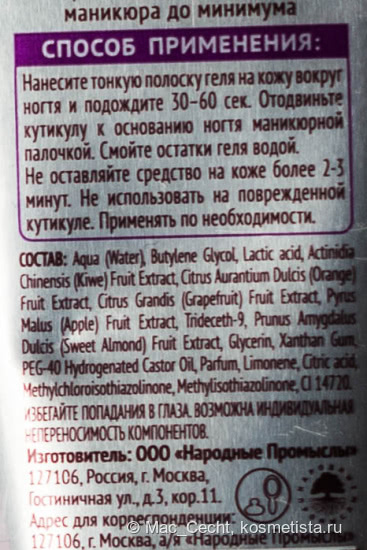 маникюра до минимума
СПОСОБ ПРИМЕНЕНИЯ:
Нанесите тонкую полоску геля на кожу вокруг
ногтя и подождите 30–60 сек. Отодвиньте
кутикулу к основанию ногтя маникюрной
палочкой. Смойте остатки геля водой.
Не оставляйте средство на коже более 2-3
минут. Не использовать на поврежденной
кутикуле. Применять по необходимости.
СОСТАВ: Aqua (Water), Butylene Glycol, Lactic acid, Actinidia
Chinensis (Kiwe) Fruit Extract, Citrus Aurantium Dulcis (Orange)
Fruit Extract, Citrus Grandis (Grapefruit) Fruit Extract, Pyrus
Malus (Apple) Fruit Extract, Trideceth-9, Prunus Amygdalus
Dulcis (Sweet Almond) Fruit Extract, Glycerin, Xanthan Gum,
PEG-40 Hydrogenated Castor Oil, Parfum, Limonene, Citric acid,
Methylchloroisothiazolinone, Methylisothiazolinone, CI 14720.
ИЗБЕГАЙТЕ ПОПАДАНИЯ В ГЛАЗА. ВОЗМОЖНА ИНДИВИДУАЛЬНАЯ
НЕПЕРЕНОСИМОСТЬ КОМПОНЕНТОВ.
Изготовитель: ООО «Народные Промыслы»
127106, Россия, г. Москва,
Гостиничная ул., д.3, кор.11.
Адрес для корреспонденции:
127106, г. Москва, а/я «Народные Промыслы»
© Mac_Cecht, kosmetista.ru